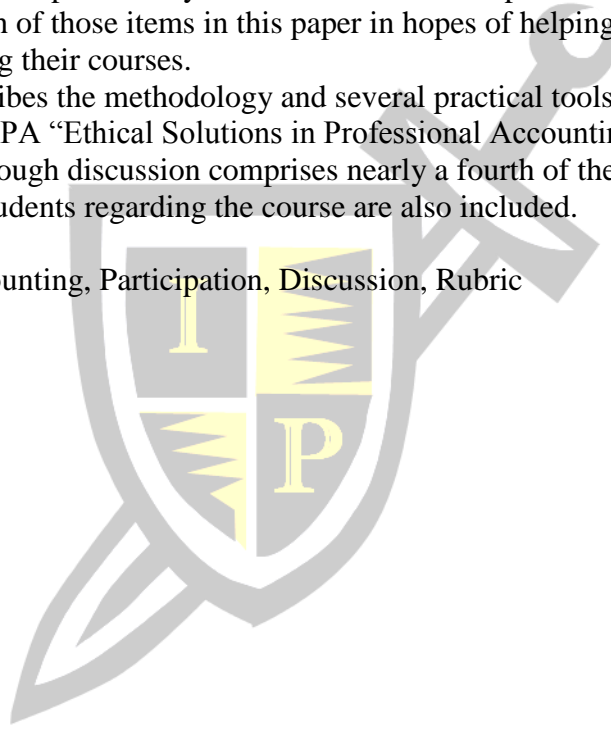 n of those items in this paper in hopes of helping
g their courses.
ibes the methodology and several practical tools
PA “Ethical Solutions in Professional Accountin
ough discussion comprises nearly a fourth of the
udents regarding the course are also included.
ounting, Participation, Discussion, Rubric
I
P